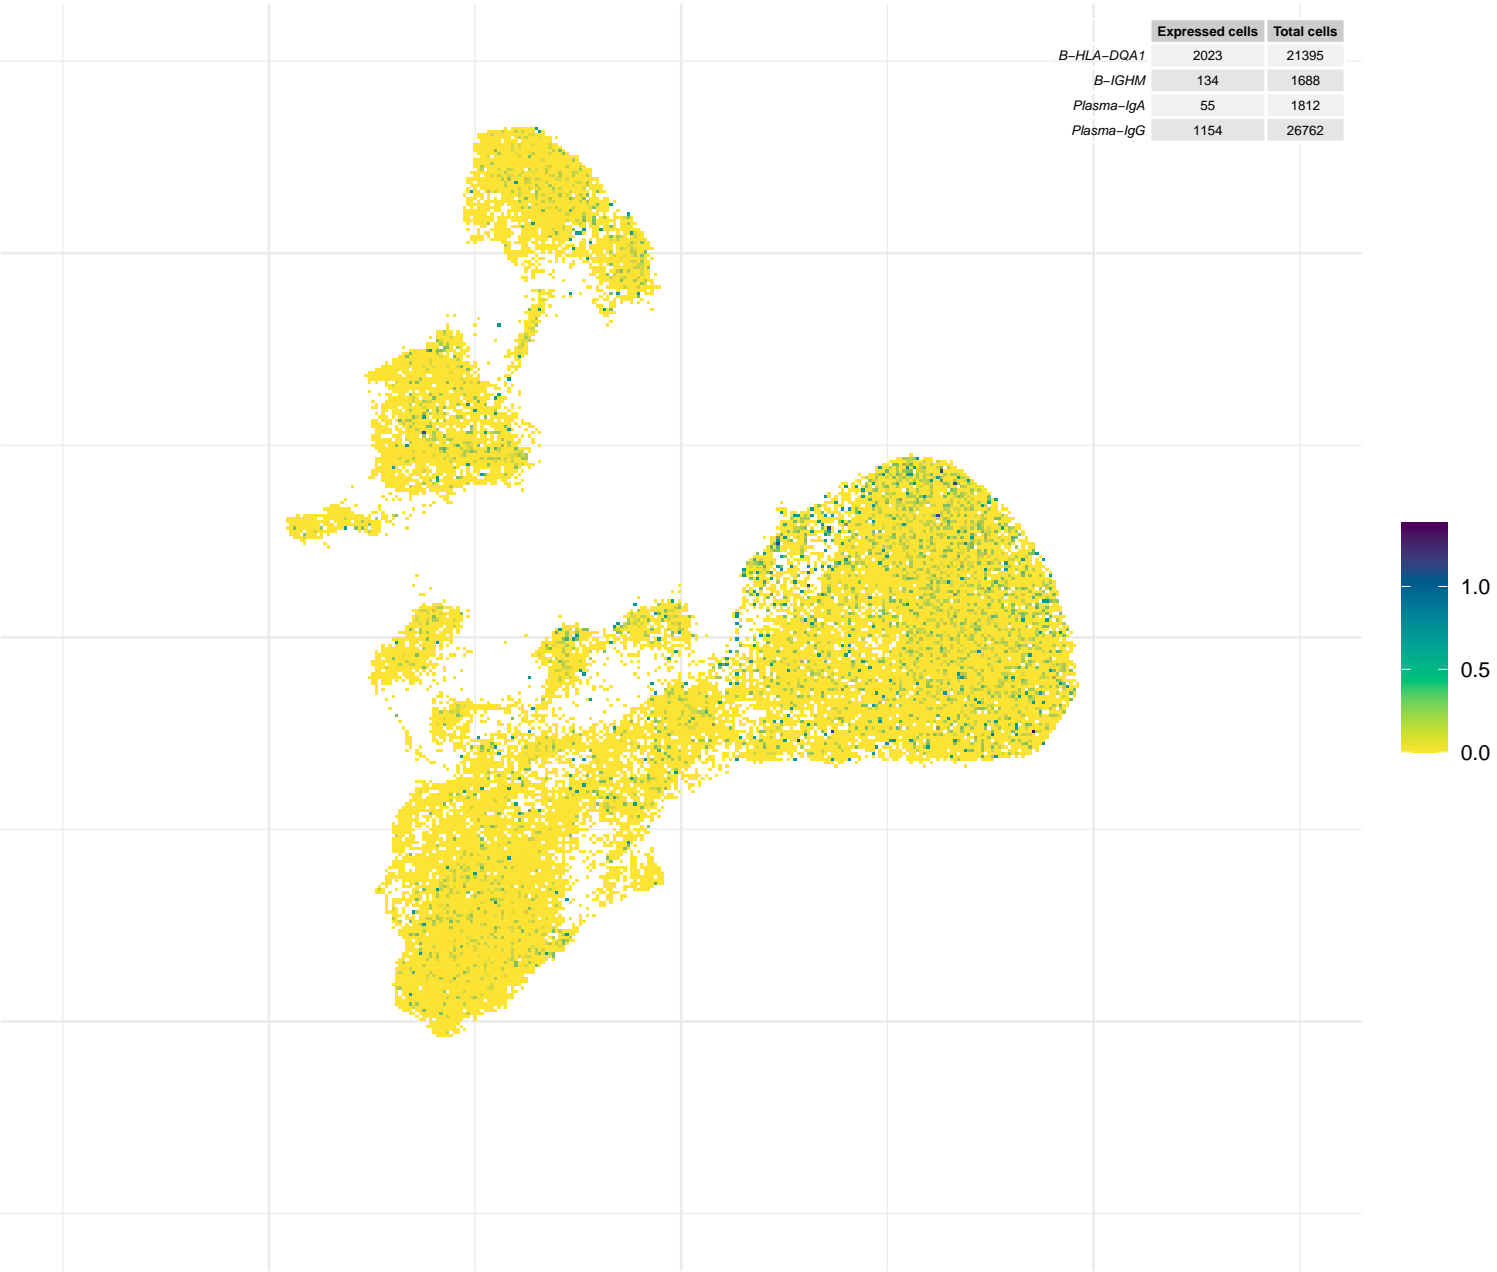 Expressed cells Total cells
B−HLA−DQA1 2023 21395
B−IGHM 134 1688
Plasma−IgA 55 1812
Plasma−IgG 1154 26762
1.0
0.5
0.0